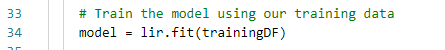 33 # Train the model using our training data
34 model = lir.fit(trainingDF)